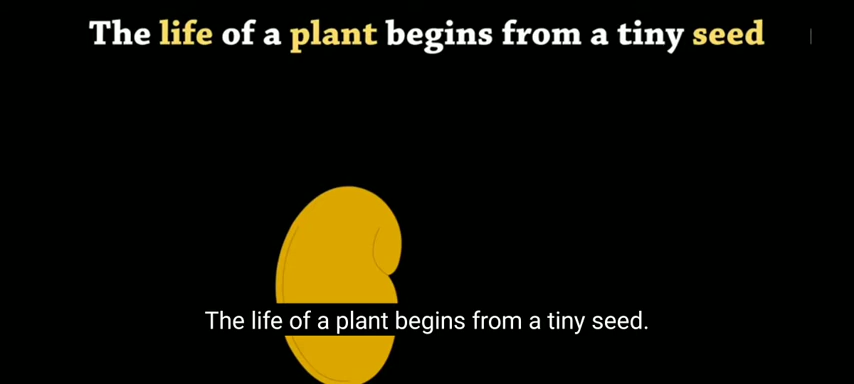 The life of a plant begins from a tiny seed
The life of a plant begins from a tiny seed.